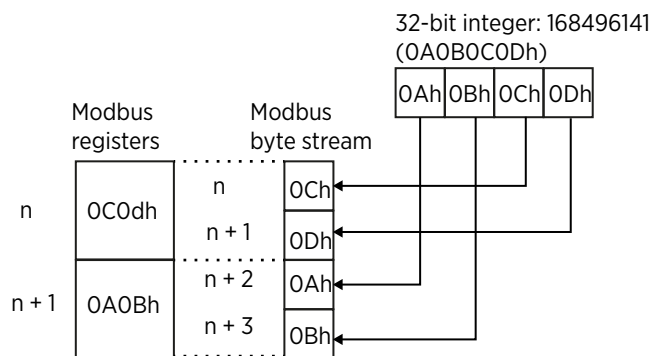 32-bit integer: 168496141
(0A0B0C0Dh)
0Ah 0Bh 0Ch 0Dh
Modbus
registers
Modbus
byte stream
n
0C0dh
n
0Ch
n + 1
0Dh
n + 1
0A0Bh
n + 2
0Ah
n + 3
0Bh